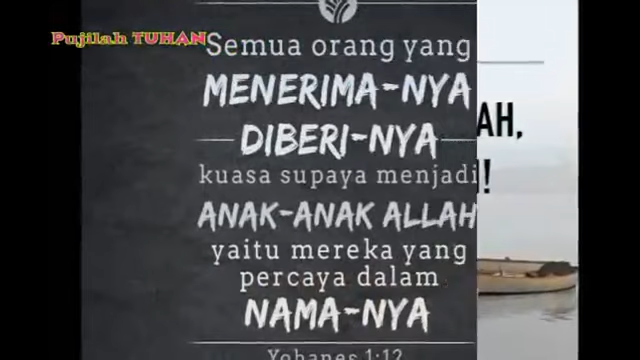 Pujilah TUHAN
Semua orang yang
MENERIMA-NYA
DIBERI-NYA
kuasa supaya menjadi
ANAK-ANAK ALLAH
yaitu mereka yang
percaya dalam
NAMA-NYA
Yohanes 1:12
AH,
!